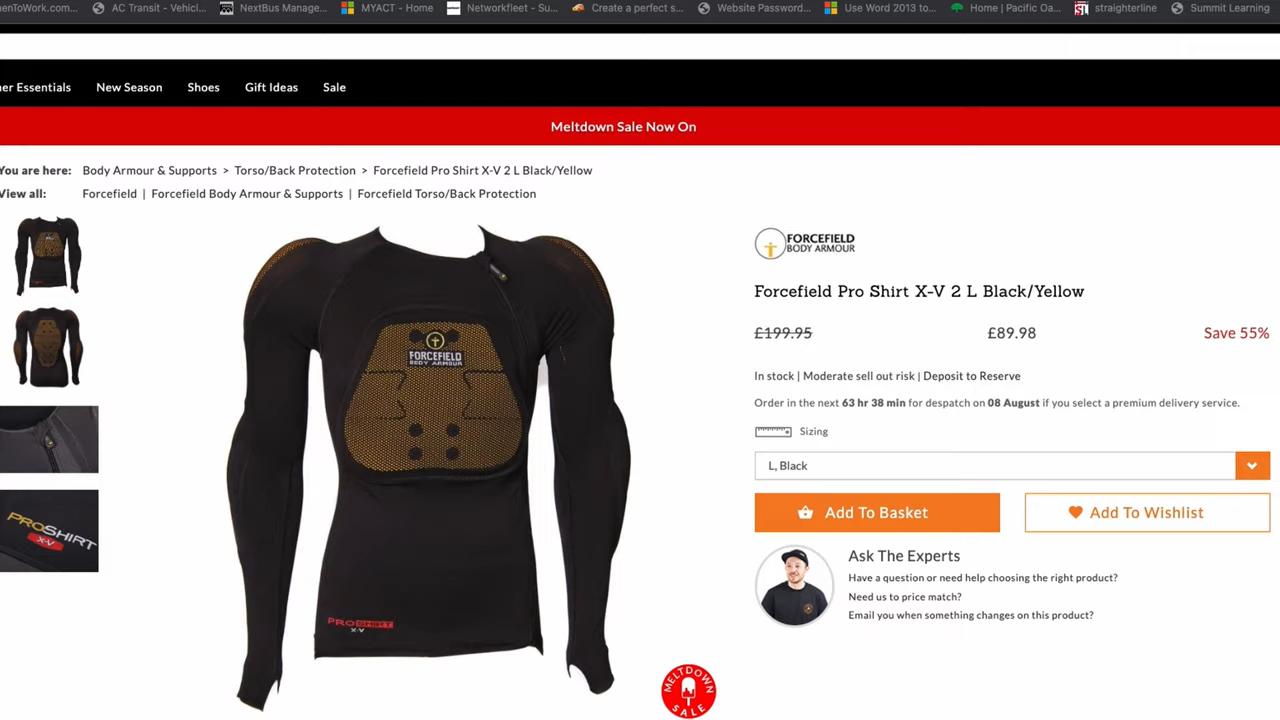 AC Transit - Vehicl...
NextBus Manage...
MYACT - Home
Networkfleet - Su...
Create a perfect s...
Website Password...
Use Word 2013 to...
Home | Pacific Oa...
straighterline
Summit Learning
Essentials
New Season
Shoes
Gift Ideas
Sale
Meltdown Sale Now On
You are here: Body Armour & Supports > Torso/Back Protection > Forcefield Pro Shirt X-V 2 L Black/Yellow
View all: Forcefield | Forcefield Body Armour & Supports | Forcefield Torso/Back Protection
FORCEFIELD
BODY ARMOUR
PROSHIRT
X-V
PROSHIRT
X-V
MELTDOWN
SALE
FORCEFIELD
BODY ARMOUR
Forcefield Pro Shirt X-V 2 L Black/Yellow
£199.95
£89.98
Save 55%
In stock | Moderate sell out risk | Deposit to Reserve
Order in the next 63 hr 38 min for despatch on 08 August if you select a premium delivery service.
Sizing
L, Black
Add To Basket
Add To Wishlist
Ask The Experts
Have a question or need help choosing the right product?
Need us to price match?
Email you when something changes on this product?